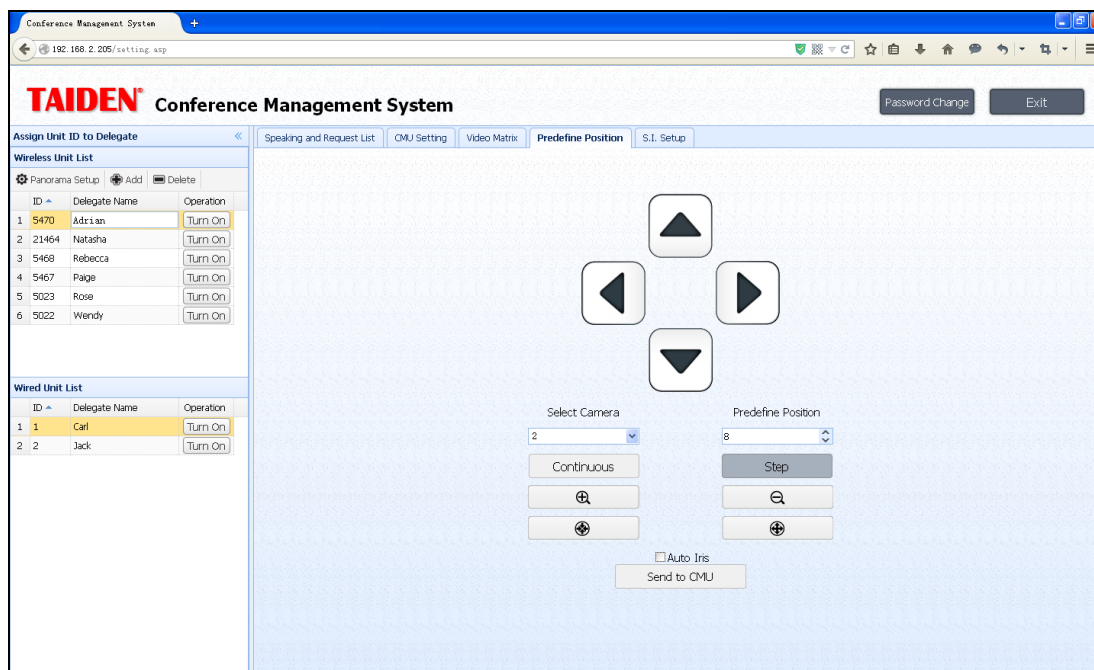 Conference Management System
192.168.2.205/setting.asp
TAIDEN® Conference Management System
Password Change
Exit
Assign Unit ID to Delegate
Speaking and Request List
CMU Setting
Video Matrix
Predefine Position
S.I. Setup
Wireless Unit List
Panorama Setup
Add
Delete
ID Delegate Name Operation
1 5470 Adrian Turn On
2 21464 Natasha Turn On
3 5468 Rebecca Turn On
4 5467 Paige Turn On
5 5023 Rose Turn On
6 5022 Wendy Turn On
Wired Unit List
ID Delegate Name Operation
1 1 Carl Turn On
2 2 Jack Turn On
Select Camera
Predefine Position
2
8
Continuous
Step
Auto Iris
Send to CMU